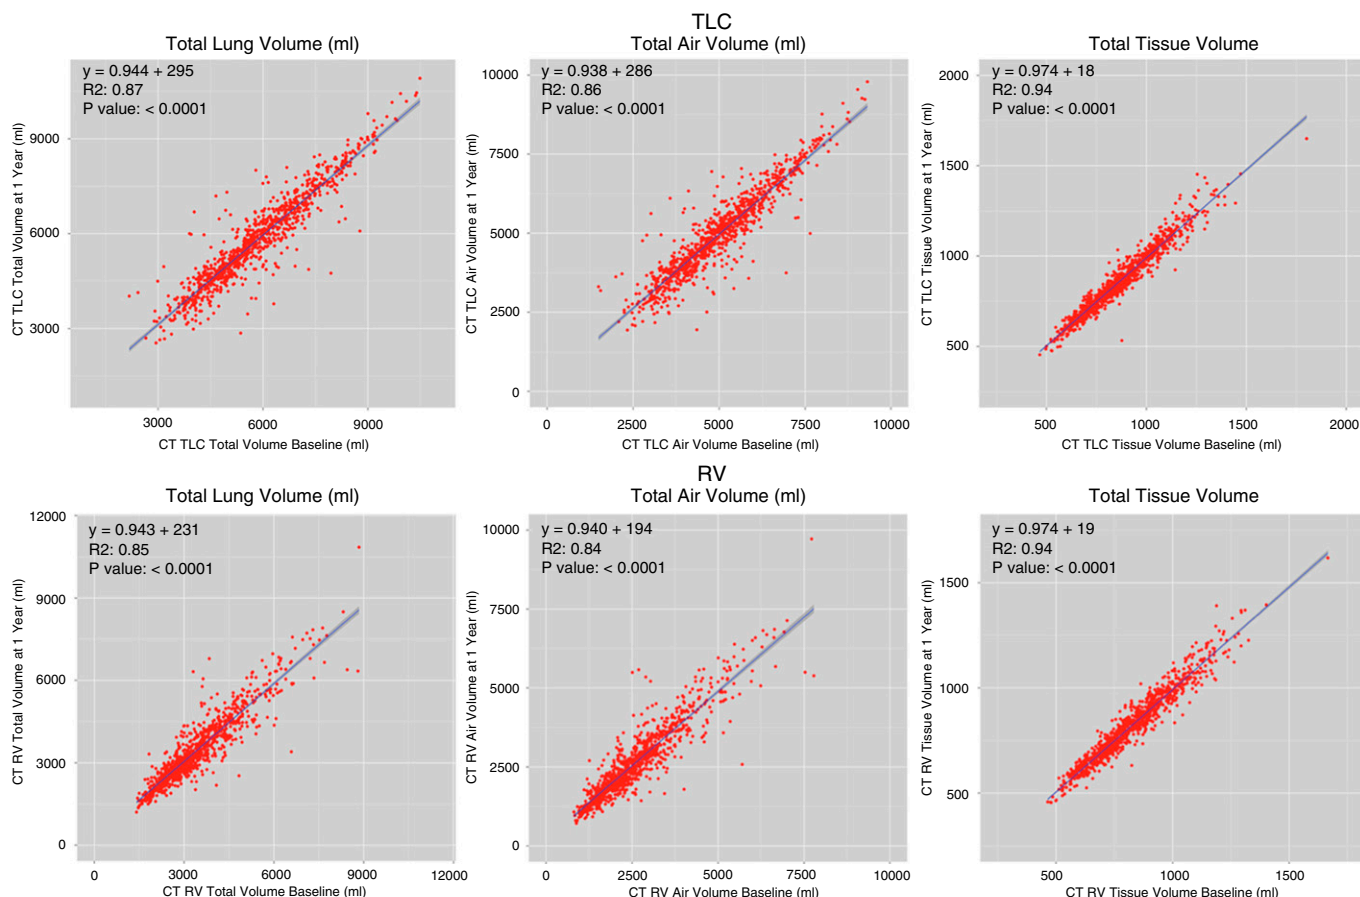 TLC
Total Lung Volume (ml)
y = 0.944 + 295
R2: 0.87
P value: < 0.0001
CT TLC Total Volume at 1 Year (ml)
9000
6000
3000
3000 6000 9000
CT TLC Total Volume Baseline (ml)
Total Air Volume (ml)
y = 0.938 + 286
R2: 0.86
P value: < 0.0001
CT TLC Air Volume at 1 Year (ml)
10000
7500
5000
2500
0
0 2500 5000 7500 10000
CT TLC Air Volume Baseline (ml)
Total Tissue Volume
y = 0.974 + 18
R2: 0.94
P value: < 0.0001
CT TLC Tissue Volume at 1 Year (ml)
2000
1500
1000
500
500 1000 1500 2000
CT TLC Tissue Volume Baseline (ml)
RV
Total Lung Volume (ml)
y = 0.943 + 231
R2: 0.85
P value: < 0.0001
CT RV Total Volume at 1 Year (ml)
12000
9000
6000
3000
0
0 3000 6000 9000 12000
CT RV Total Volume Baseline (ml)
Total Air Volume (ml)
y = 0.940 + 194
R2: 0.84
P value: < 0.0001
CT RV Air Volume at 1 Year (ml)
10000
7500
5000
2500
0
0 2500 5000 7500 10000
CT RV Air Volume Baseline (ml)
Total Tissue Volume
y = 0.974 + 19
R2: 0.94
P value: < 0.0001
CT RV Tissue Volume at 1 Year (ml)
1500
1000
500
500 1000 1500
CT RV Tissue Volume Baseline (ml)